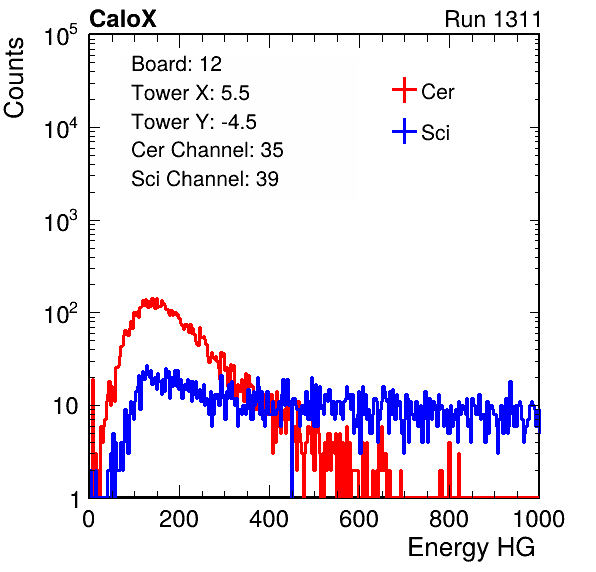 CaloX Run 1311
Counts
Board: 12
Tower X: 5.5
Tower Y: -4.5
Cer Channel: 35
Sci Channel: 39
Cer
Sci
10^5
10^4
10^3
10^2
10
1
0 200 400 600 800 1000
Energy HG